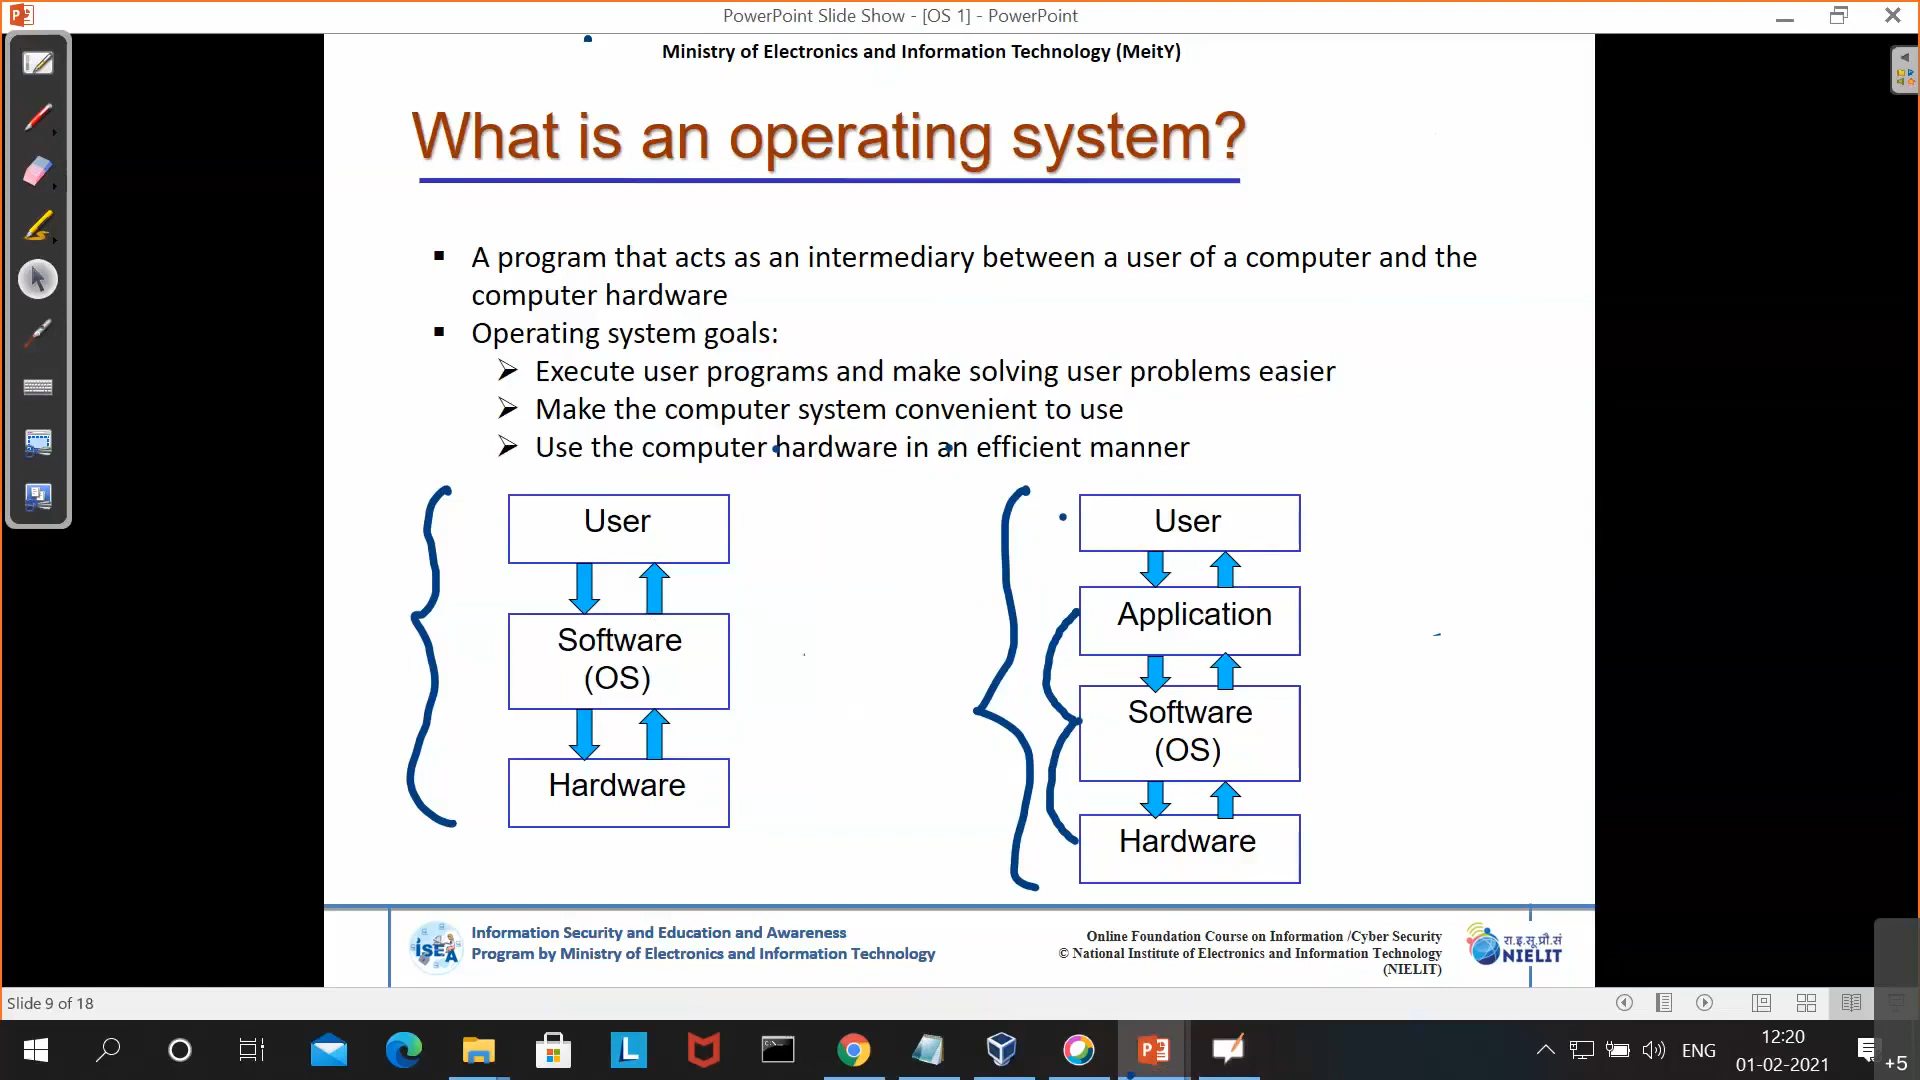 PowerPoint Slide Show - [OS 1] - PowerPoint
Ministry of Electronics and Information Technology (MeitY)
What is an operating system?
▪ A program that acts as an intermediary between a user of a computer and the
computer hardware
▪ Operating system goals:
➢ Execute user programs and make solving user problems easier
➢ Make the computer system convenient to use
➢ Use the computer hardware in an efficient manner
User
Software
(OS)
Hardware
User
Application
Software
(OS)
Hardware
ISEA
Information Security and Education and Awareness
Program by Ministry of Electronics and Information Technology
Online Foundation Course on Information /Cyber Security
© National Institute of Electronics and Information Technology
(NIELIT)
रा.इ.सू.प्रौ.सं
NIELIT
Slide 9 of 18
ENG
12:20
01-02-2021
+5